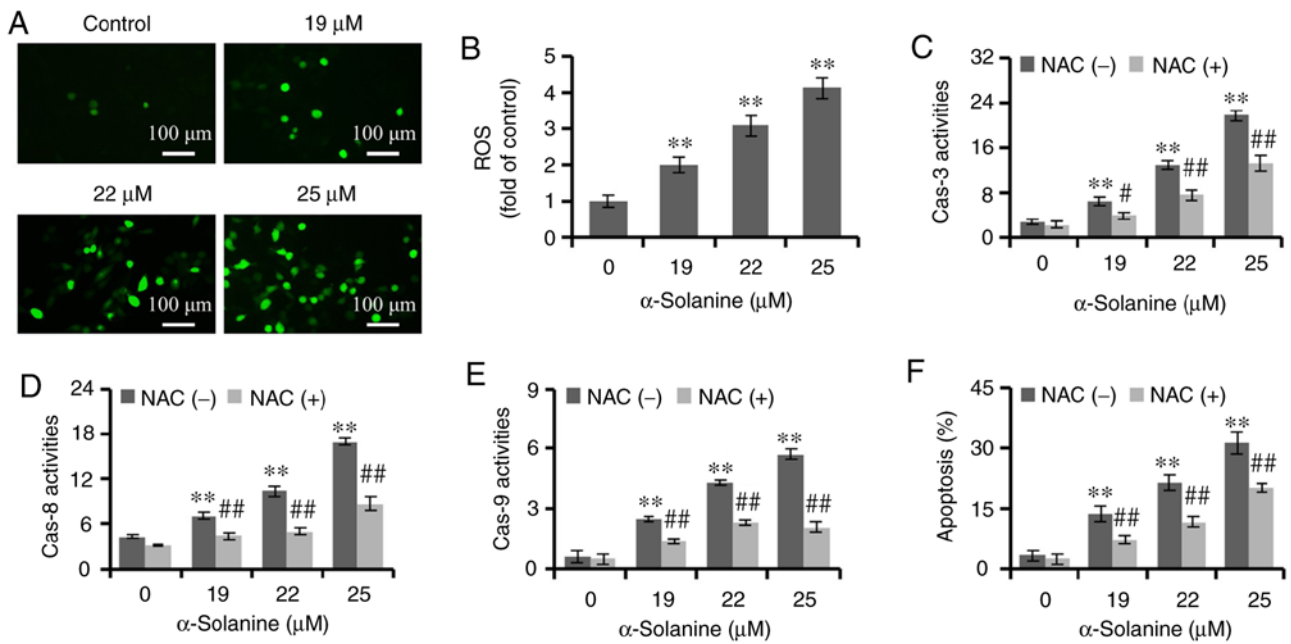 A
Control
19 μM
100 μm
100 μm
22 μM
25 μM
100 μm
100 μm
B
ROS
(fold of control)
5
4
3
2
1
0
**
**
**
0 19 22 25
α-Solanine (μM)
C
Cas-3 activities
32
24
16
8
0
NAC (−) NAC (+)
** #
** ##
** ##
0 19 22 25
α-Solanine (μM)
D
Cas-8 activities
24
18
12
6
0
NAC (−) NAC (+)
** ##
** ##
** ##
0 19 22 25
α-Solanine (μM)
E
Cas-9 activities
9
6
3
0
NAC (−) NAC (+)
** ##
** ##
** ##
0 19 22 25
α-Solanine (μM)
F
Apoptosis (%)
45
30
15
0
NAC (−) NAC (+)
** ##
** ##
** ##
0 19 22 25
α-Solanine (μM)